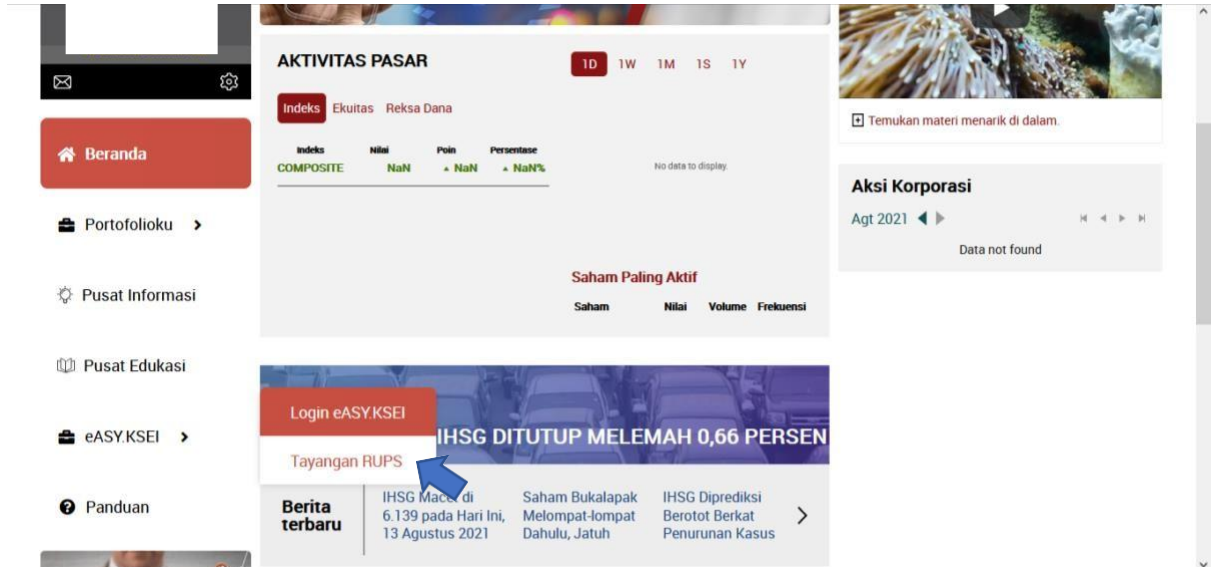 Beranda
Portofolioku
Pusat Informasi
Pusat Edukasi
eASY.KSEI
Panduan
AKTIVITAS PASAR
1D 1W 1M 1S 1Y
Indeks Ekuitas Reksa Dana
Indeks Nilai Poin Persentase
COMPOSITE NaN NaN NaN%
No data to display.
Saham Paling Aktif
Saham Nilai Volume Frekuensi
Login eASY.KSEI
Tayangan RUPS
IHSG DITUTUP MELEMAH 0,66 PERSEN
Berita
terbaru
IHSG Macet di
6.139 pada Hari Ini,
13 Agustus 2021
Saham Bukalapak
Melompat-lompat
Dahulu, Jatuh
IHSG Diprediksi
Berotot Berkat
Penurunan Kasus
Temukan materi menarik di dalam.
Aksi Korporasi
Agt 2021
Data not found